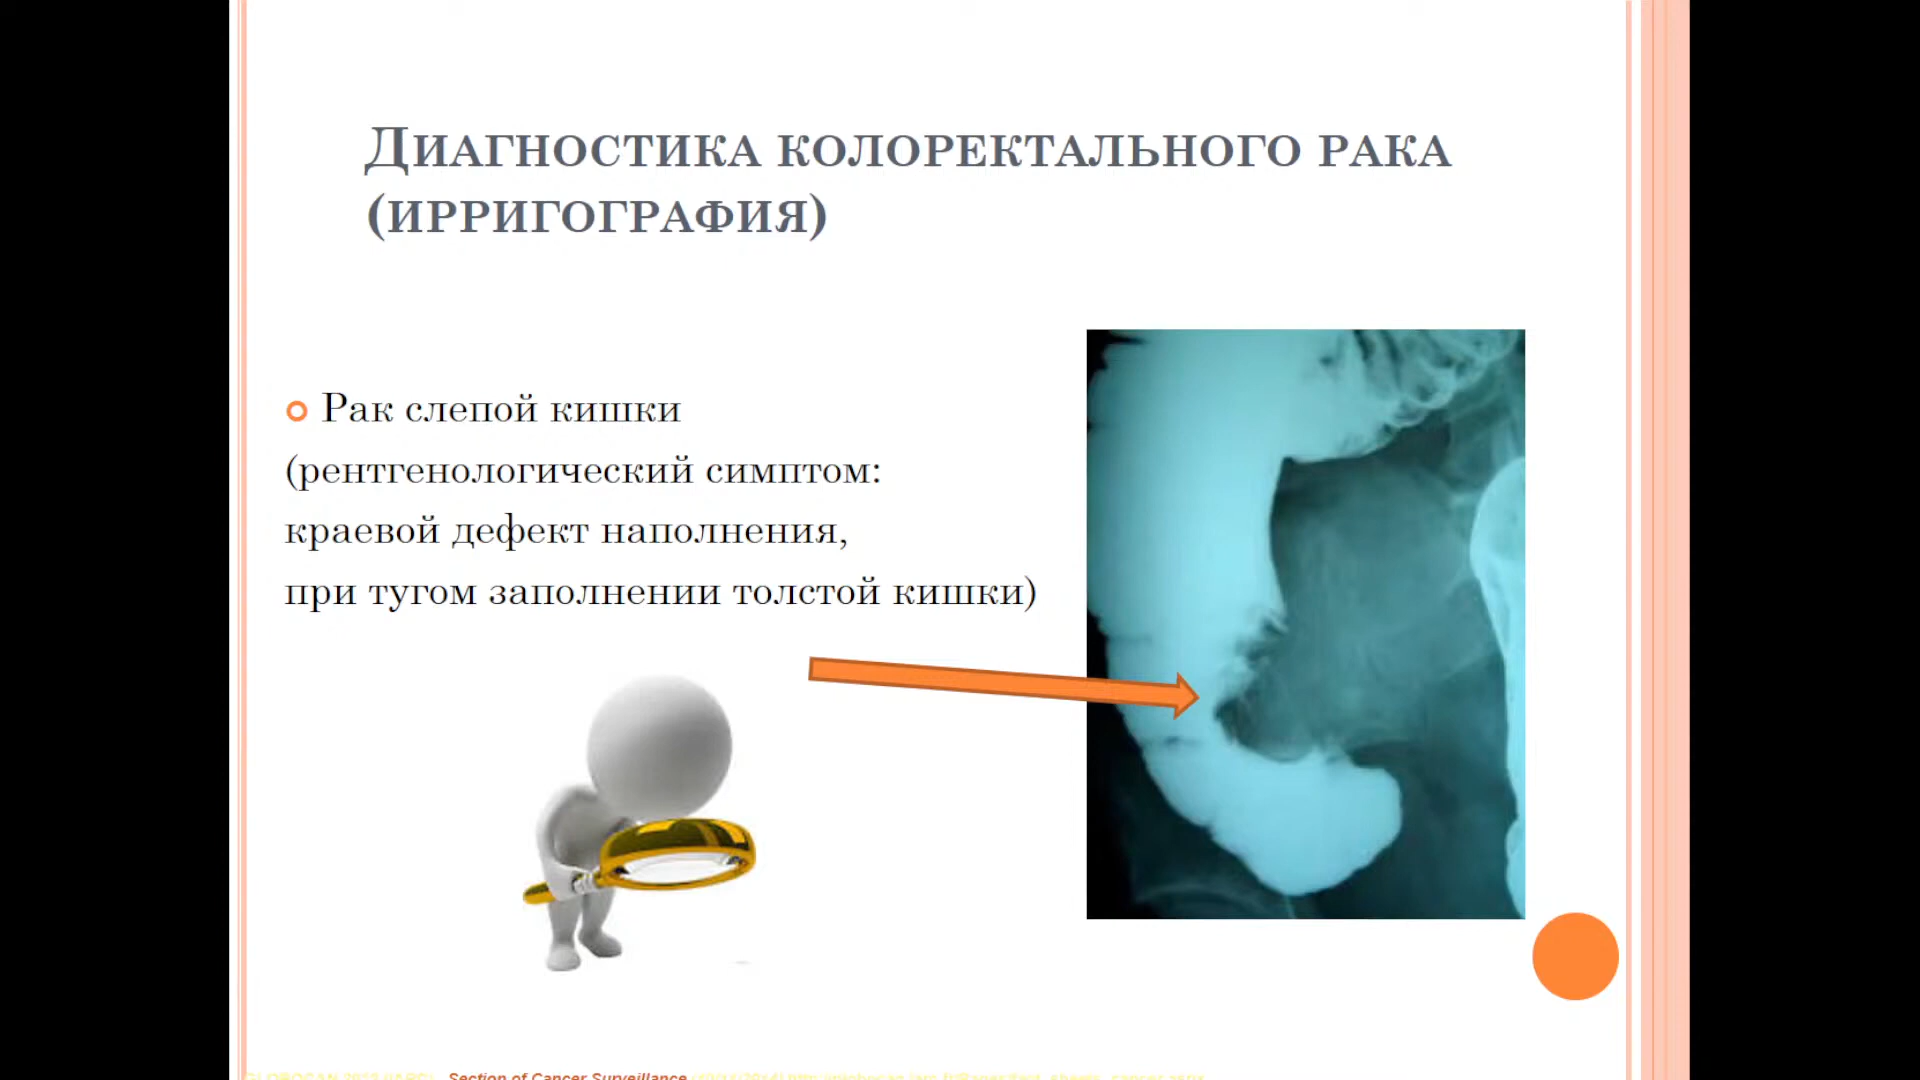 Диагностика колоректального рака
(ирригография)
Рак слепой кишки
(рентгенологический симптом:
краевой дефект наполнения,
при тугом заполнении толстой кишки)
Section of Cancer Surveillance